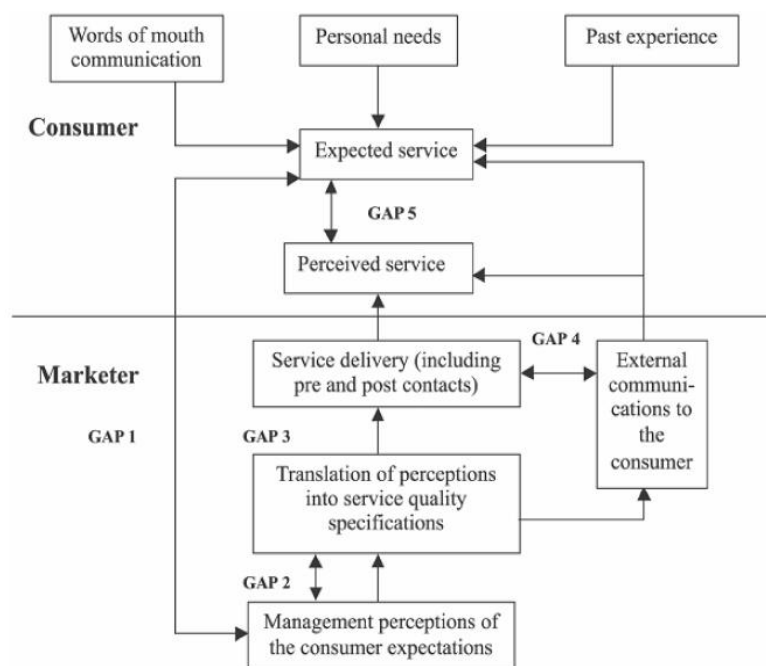 Words of mouth
communication
Personal needs
Past experience
Consumer
Expected service
GAP 5
Perceived service
Marketer
Service delivery (including
pre and post contacts)
GAP 4
External
communi-
cations to
the
consumer
GAP 1
GAP 3
Translation of perceptions
into service quality
specifications
GAP 2
Management perceptions of
the consumer expectations